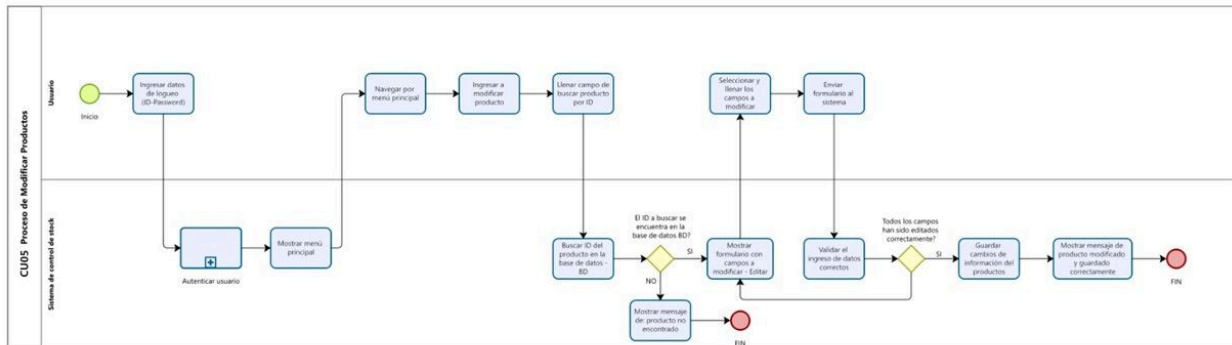 CU05 Proceso de Modificar Productos
Usuario
Inicio
Ingresar datos
de logueo
(ID-Password)
Navegar por
menú principal
Ingresar a
modificar
producto
Llenar campo de
buscar producto
por ID
Seleccionar y
llenar los
campos a
modificar
Enviar
formulario al
sistema
Sistema de control de stock
Autenticar usuario
Mostrar menú
principal
Buscar ID del
producto en la
base de datos -
BD
El ID a buscar se
encuentra en la
base de datos BD?
SI
NO
Mostrar mensaje
de: producto no
encontrado
FIN
Mostrar
formulario con
campos a
modificar - Editar
Validar el
ingreso de datos
correctos
Todos los campos
han sido editados
correctamente?
SI
Guardar
cambios de
información del
productos
Mostrar mensaje de
producto modificado
y guardado
correctamente
FIN